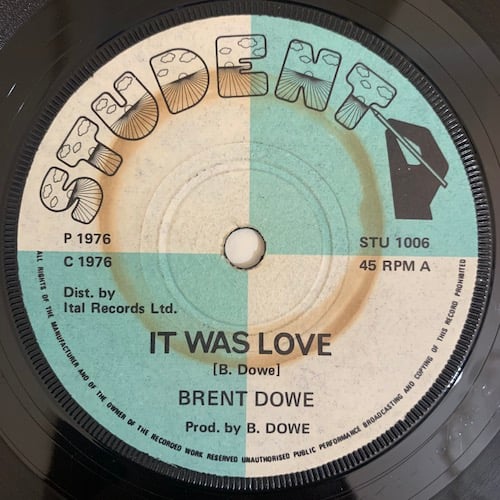 STUDENT
P 1976
C 1976
STU 1006
45 RPM A
Dist. by
Ital Records Ltd.
IT WAS LOVE
[B. Dowe]
BRENT DOWE
Prod. by B. DOWE
ALL RIGHTS OF THE MANUFACTURER AND OF THE OWNER OF THE RECORDED WORK RESERVED UNAUTHORISED PUBLIC PERFORMANCE BROADCASTING AND COPYING OF THIS RECORD PROHIBITED